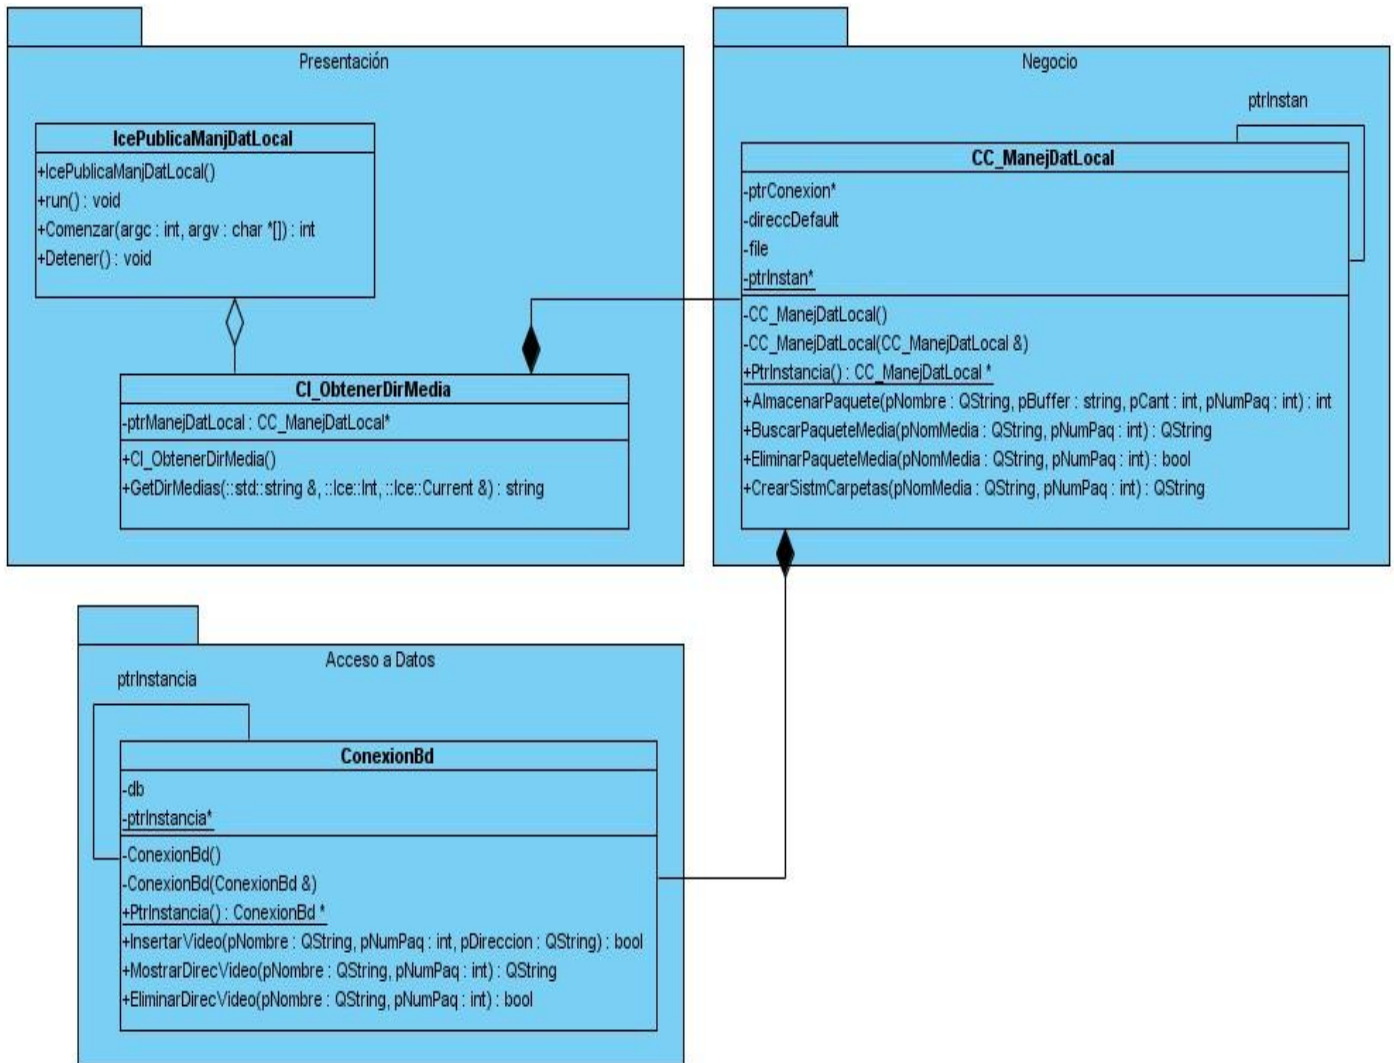 Presentación
IcePublicaManjDatLocal
+IcePublicaManjDatLocal()
+run() : void
+Comenzar(argc : int, argv : char *[]) : int
+Detener() : void
CI_ObtenerDirMedia
-ptrManejDatLocal : CC_ManejDatLocal*
+CI_ObtenerDirMedia()
+GetDirMedias(::std::string &, ::Ice::Int, ::Ice::Current &) : string
Negocio
ptrInstan
CC_ManejDatLocal
-ptrConexion*
-direccDefault
-file
-ptrInstan*
-CC_ManejDatLocal()
-CC_ManejDatLocal(CC_ManejDatLocal &)
+PtrInstancia() : CC_ManejDatLocal *
+AlmacenarPaquete(pNombre : QString, pBuffer : string, pCant : int, pNumPaq : int) : int
+BuscarPaqueteMedia(pNomMedia : QString, pNumPaq : int) : QString
+EliminarPaqueteMedia(pNomMedia : QString, pNumPaq : int) : bool
+CrearSistmCarpetas(pNomMedia : QString, pNumPaq : int) : QString
Acceso a Datos
ptrInstancia
ConexionBd
-db
-ptrInstancia*
-ConexionBd()
-ConexionBd(ConexionBd &)
+PtrInstancia() : ConexionBd *
+InsertarVideo(pNombre : QString, pNumPaq : int, pDireccion : QString) : bool
+MostrarDirecVideo(pNombre : QString, pNumPaq : int) : QString
+EliminarDirecVideo(pNombre : QString, pNumPaq : int) : bool